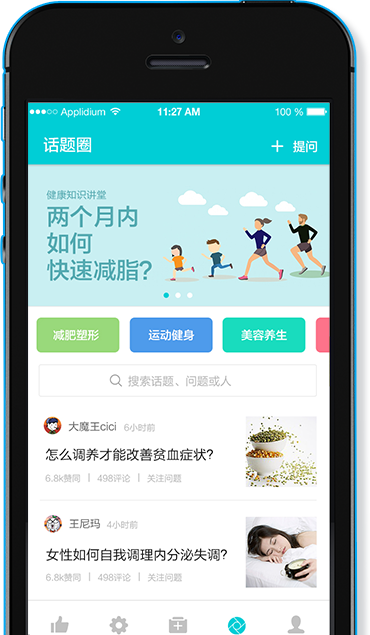 Applidium
11:27 AM
100 %
话题圈
提问
健康知识讲堂
两个月内
如何
快速减脂?
减肥塑形
运动健身
美容养生
搜索话题、问题或人
大魔王cici
6小时前
怎么调养才能改善贫血症状?
6.8k赞同 | 498评论 | 关注问题
王尼玛
4小时前
女性如何自我调理内分泌失调?
6.8k赞同 | 498评论 | 关注问题